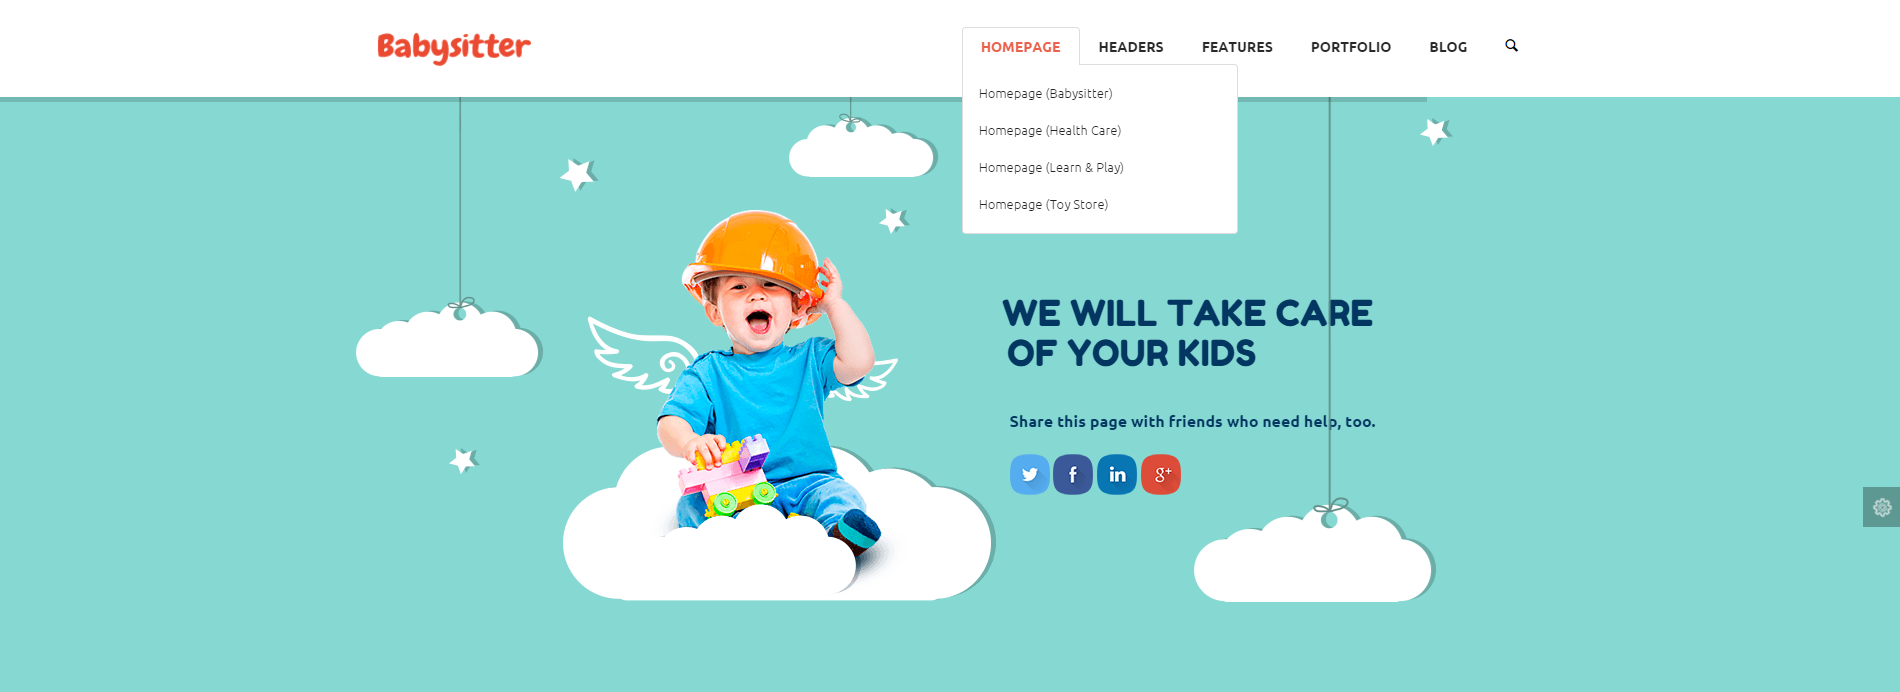 Babysitter
HOMEPAGE HEADERS FEATURES PORTFOLIO BLOG
Homepage (Babysitter)
Homepage (Health Care)
Homepage (Learn & Play)
Homepage (Toy Store)
WE WILL TAKE CARE
OF YOUR KIDS
Share this page with friends who need help, too.
f in g+